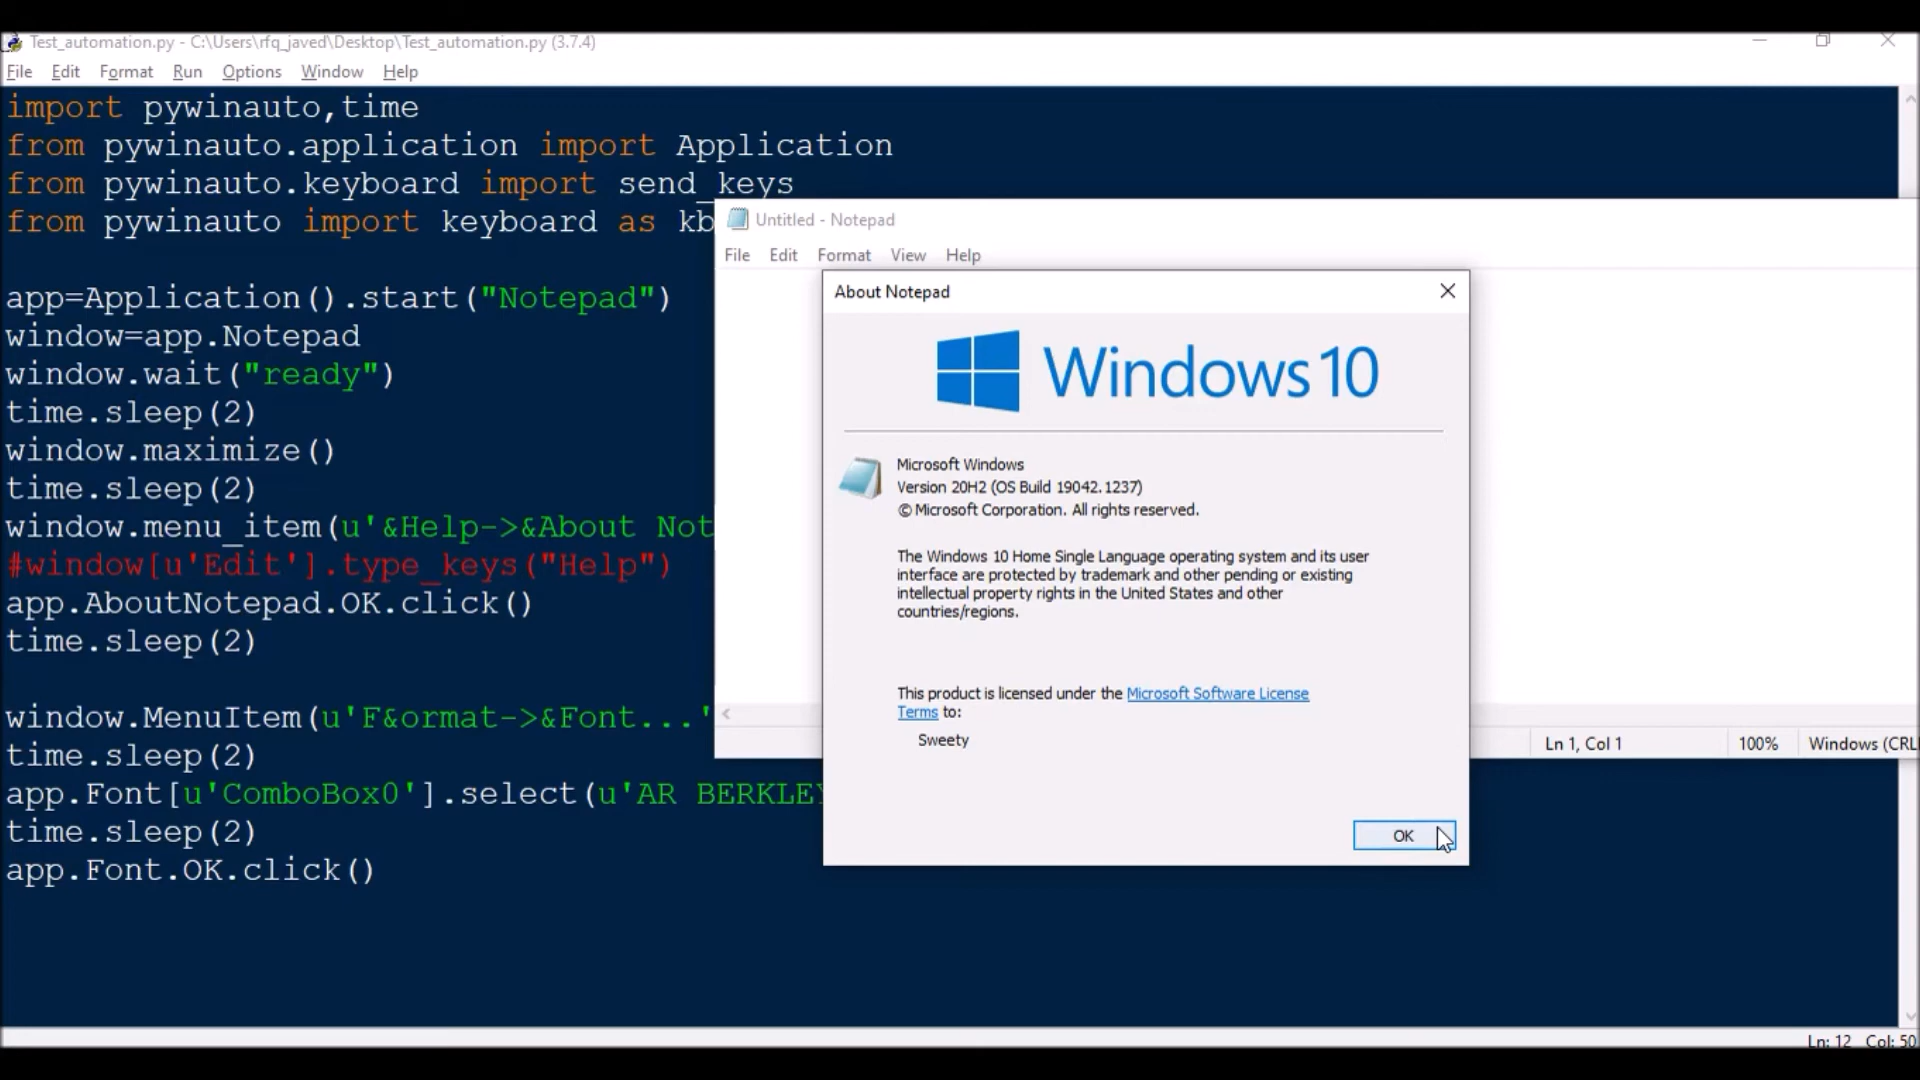 Test_automation.py - C:\Users\rfq_javed\Desktop\Test_automation.py (3.7.4)
File Edit Format Run Options Window Help
import pywinauto,time
from pywinauto.application import Application
from pywinauto.keyboard import send_keys
from pywinauto import keyboard as kb
app=Application().start("Notepad")
window=app.Notepad
window.wait("ready")
time.sleep(2)
window.maximize()
time.sleep(2)
window.menu_item(u'&Help->&About Not
#window[u'Edit'].type_keys("Help")
app.AboutNotepad.OK.click()
time.sleep(2)
window.MenuItem(u'F&ormat->&Font...'
time.sleep(2)
app.Font[u'ComboBox0'].select(u'AR BERKLEY
time.sleep(2)
app.Font.OK.click()
Untitled - Notepad
File Edit Format View Help
About Notepad
Windows 10
Microsoft Windows
Version 20H2 (OS Build 19042.1237)
© Microsoft Corporation. All rights reserved.
The Windows 10 Home Single Language operating system and its user
interface are protected by trademark and other pending or existing
intellectual property rights in the United States and other
countries/regions.
This product is licensed under the Microsoft Software License
Terms to:
Sweety
OK
Ln 1, Col 1 100% Windows (CRL
Ln: 12 Col: 50